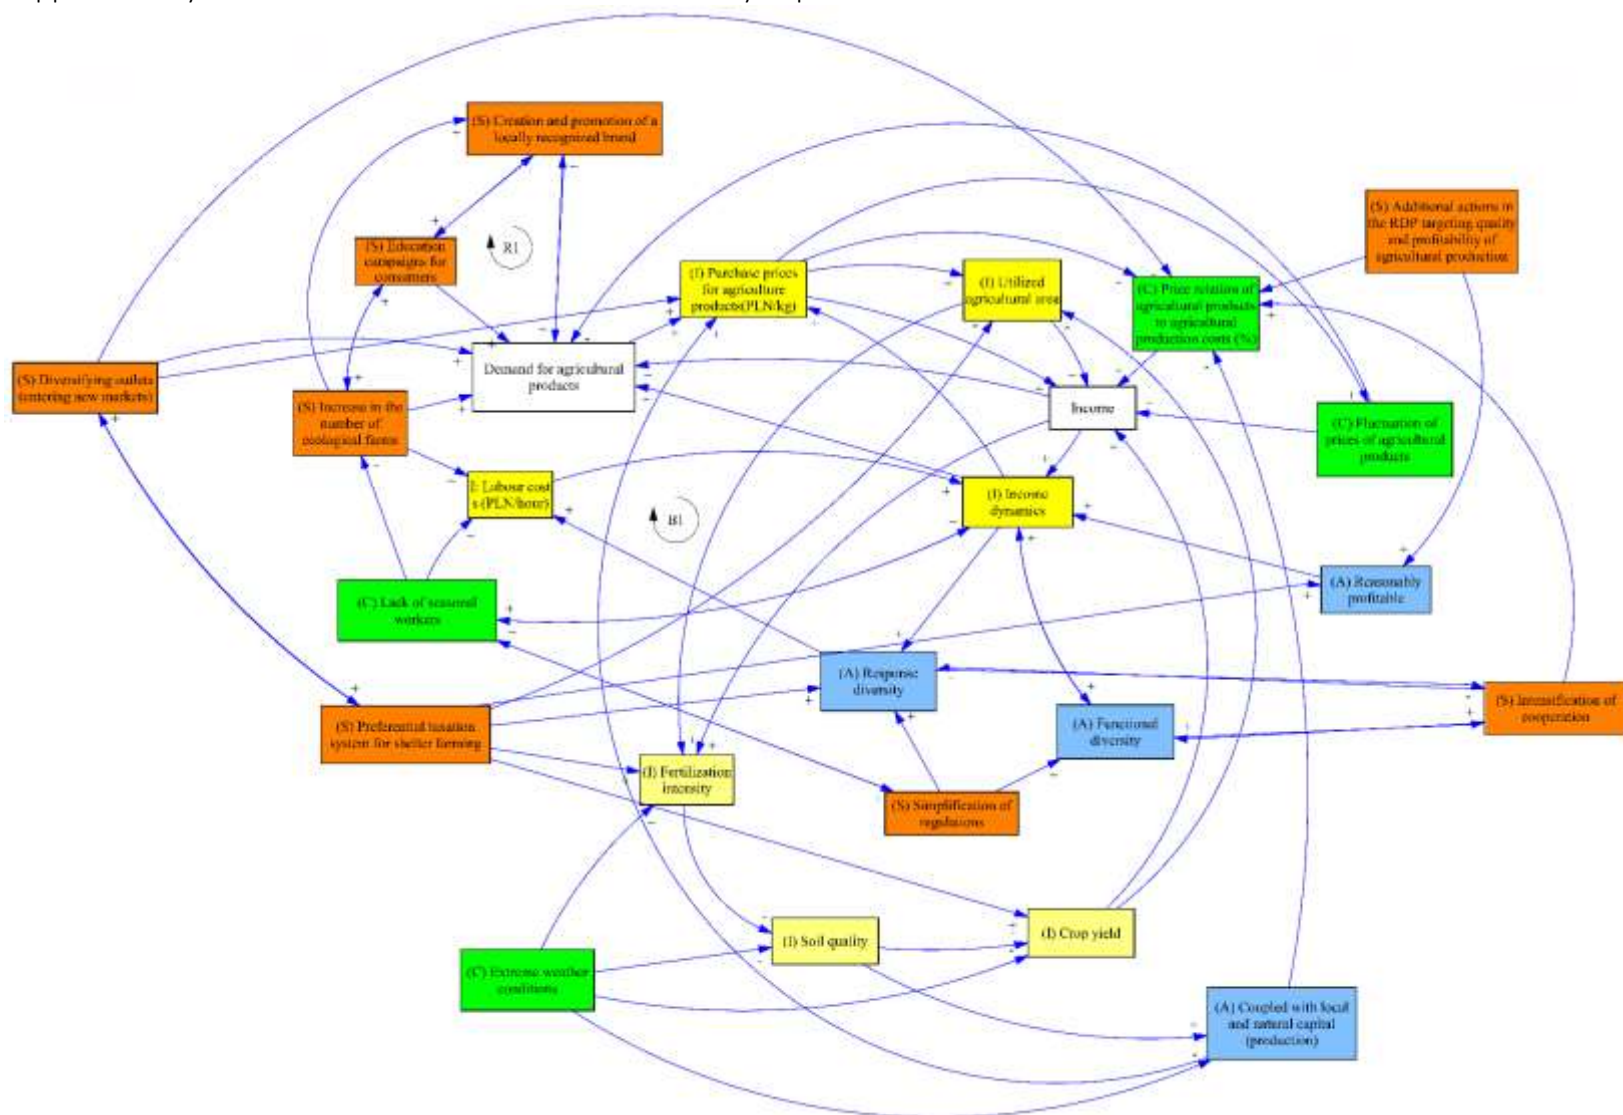 (S) Creation and promotion of a
locally recognized brand
(S) Education
campaigns for
consumers
R1
(I) Purchase prices
for agriculture
products(PLN/kg)
(I) Utilized
agricultural area
(C) Price relation of
agricultural products
to agricultural
production costs (%)
(S) Additional actions in
the RDP targeting quality
and profitability of
agricultural production
(S) Diversifying outlets
(entering new markets)
Demand for agricultural
products
Income
(S) Increase in the
number of
ecological farms
(C) Fluctuation of
prices of agricultural
products
I: Labour cost
s (PLN/hour)
B1
(I) Income
dynamics
(C) Lack of seasonal
workers
(A) Reasonably
profitable
(A) Response
diversity
(S) Intensification of
cooperation
(S) Preferential taxation
system for shelter farming
(A) Functional
diversity
(I) Fertilization
intensity
(S) Simplification of
regulations
(I) Soil quality
(I) Crop yield
(C) Extreme weather
conditions
(A) Coupled with local
and natural capital
(production)